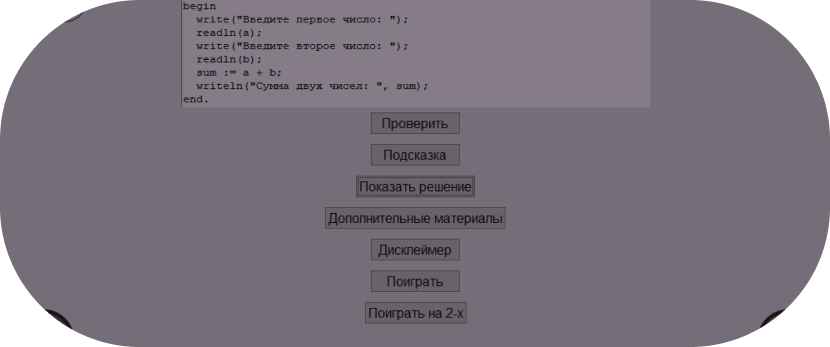 begin
write("Введите первое число: ");
readln(a);
write("Введите второе число: ");
readln(b);
sum := a + b;
writeln("Сумма двух чисел: ", sum);
end.
Проверить
Подсказка
Показать решение
Дополнительные материалы
Дисклеймер
Поиграть
Поиграть на 2-х